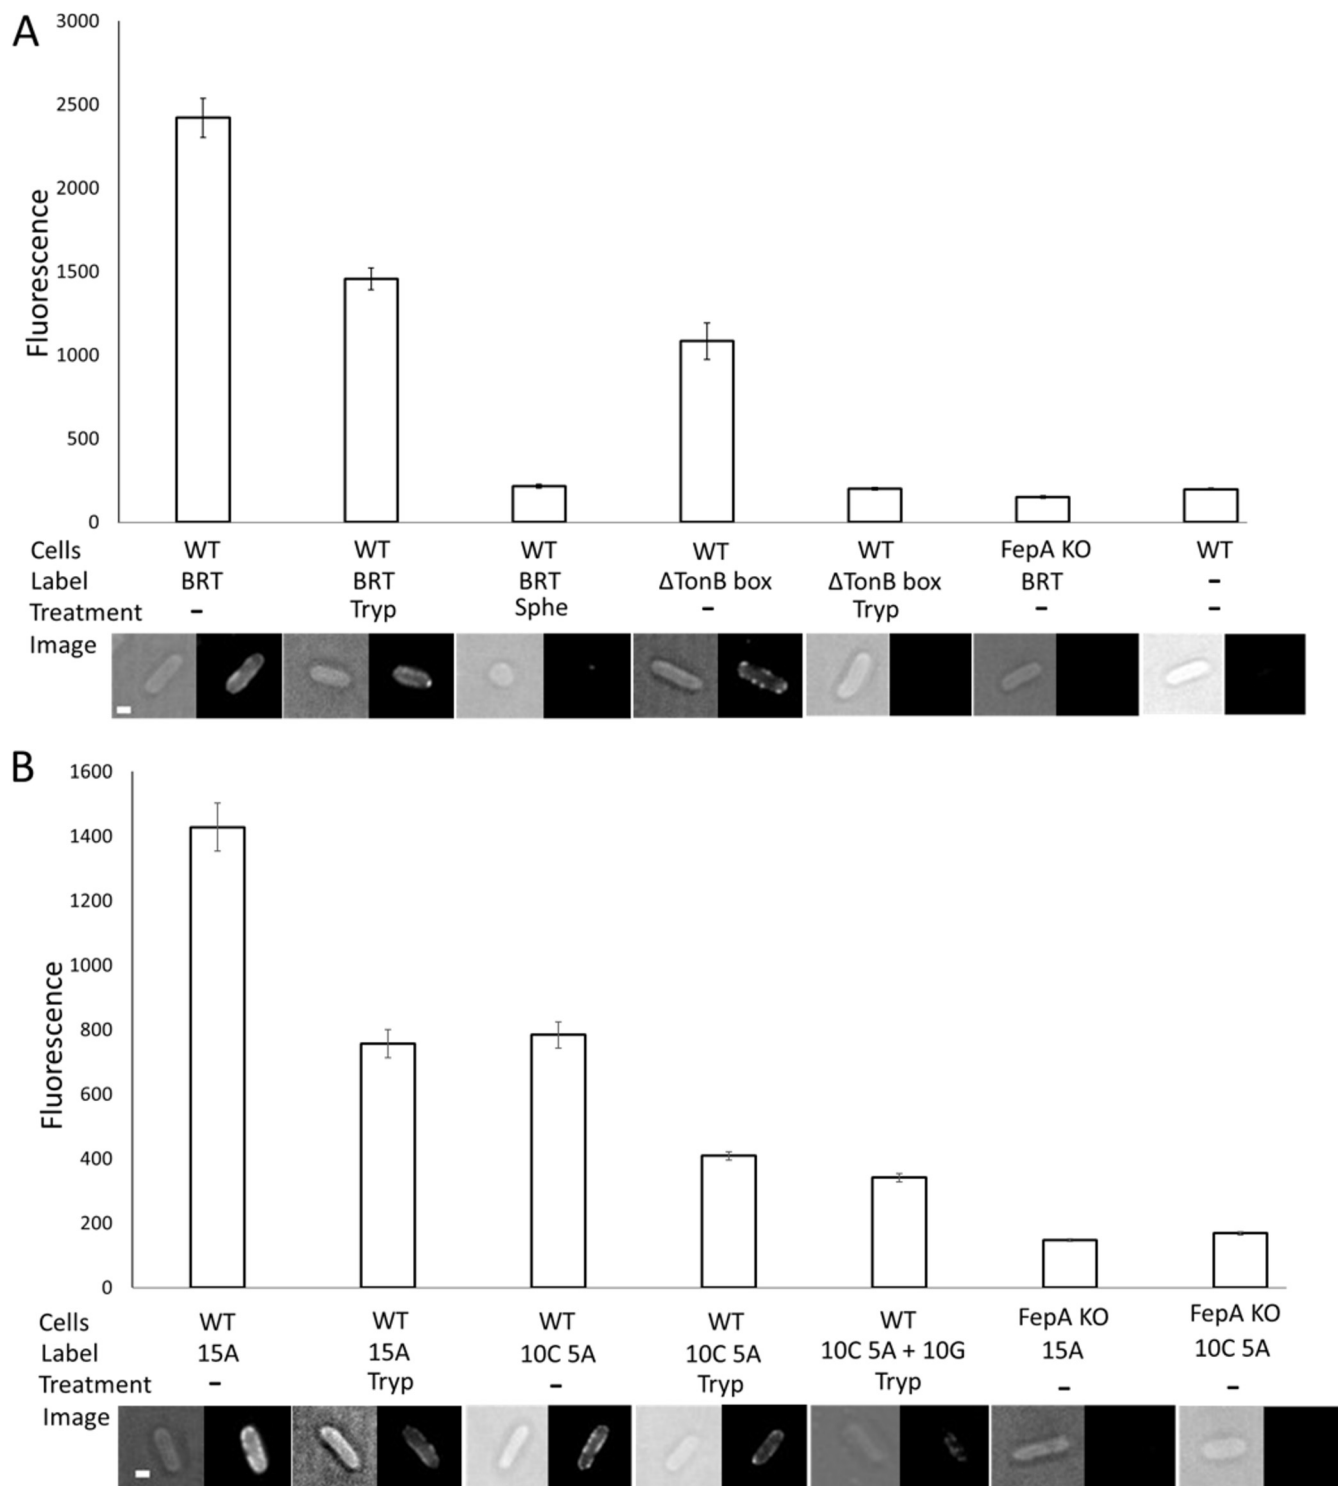 A
3000
2500
2000
1500
1000
500
0
Fluorescence
Cells WT WT WT WT WT FepA KO WT
Label BRT BRT BRT ΔTonB box ΔTonB box BRT –
Treatment – Tryp Sphe – Tryp – –
Image
B
1600
1400
1200
1000
800
600
400
200
0
Fluorescence
Cells WT WT WT WT WT FepA KO FepA KO
Label 15A 15A 10C 5A 10C 5A 10C 5A + 10G 15A 10C 5A
Treatment – Tryp – Tryp Tryp – –
Image